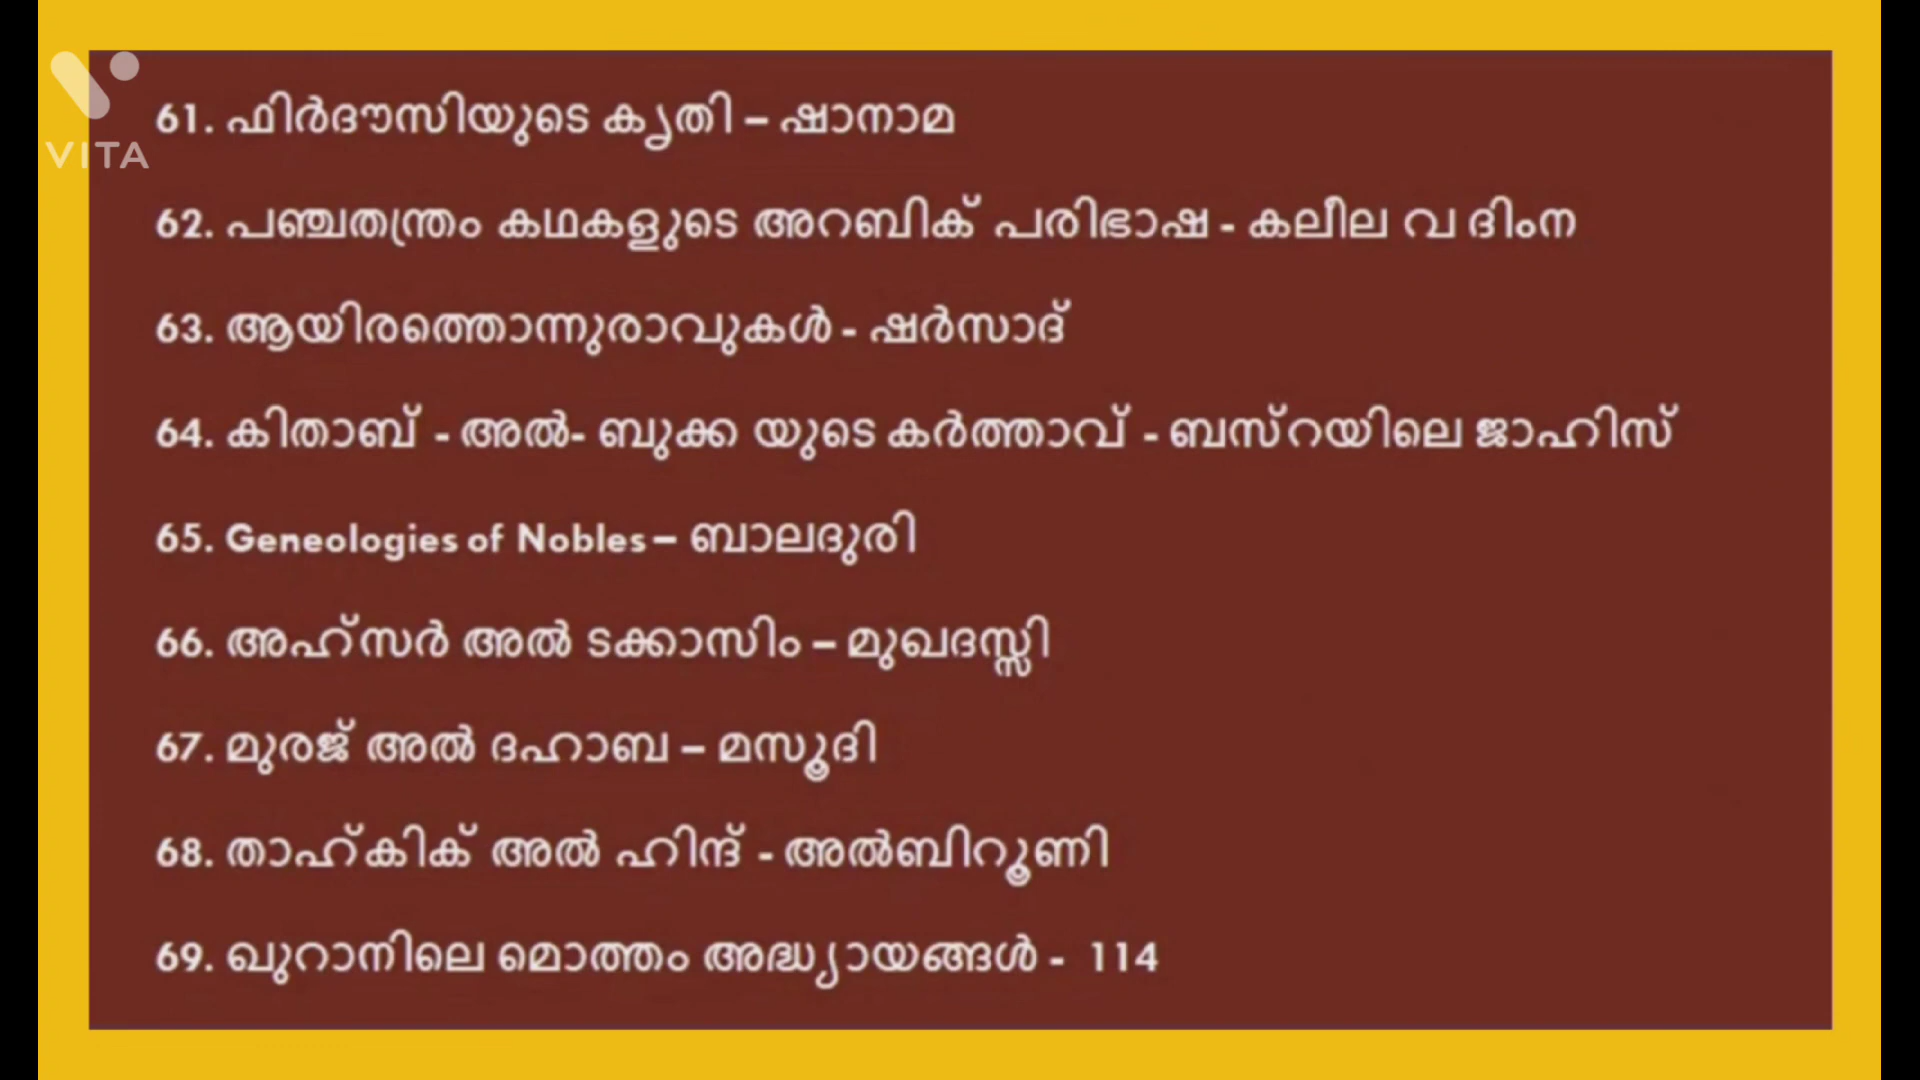 VITA
61. ഫിർദൗസിയുടെ കൃതി – ഷാനാമ
62. പഞ്ചതന്ത്രം കഥകളുടെ അറബിക് പരിഭാഷ - കലീല വ ദിംന
63. ആയിരത്തൊന്നുരാവുകൾ - ഷർസാദ്
64. കിതാബ് - അൽ- ബുക്ക യുടെ കർത്താവ് - ബസ്റയിലെ ജാഹിസ്
65. Geneologies of Nobles – ബാലദുരി
66. അഹ്സർ അൽ ടക്കാസിം – മുഖദസ്സി
67. മുരജ് അൽ ദഹാബ – മസൂദി
68. താഹ്കിക് അൽ ഹിന്ദ് - അൽബിറൂണി
69. ഖുറാനിലെ മൊത്തം അദ്ധ്യായങ്ങൾ - 114